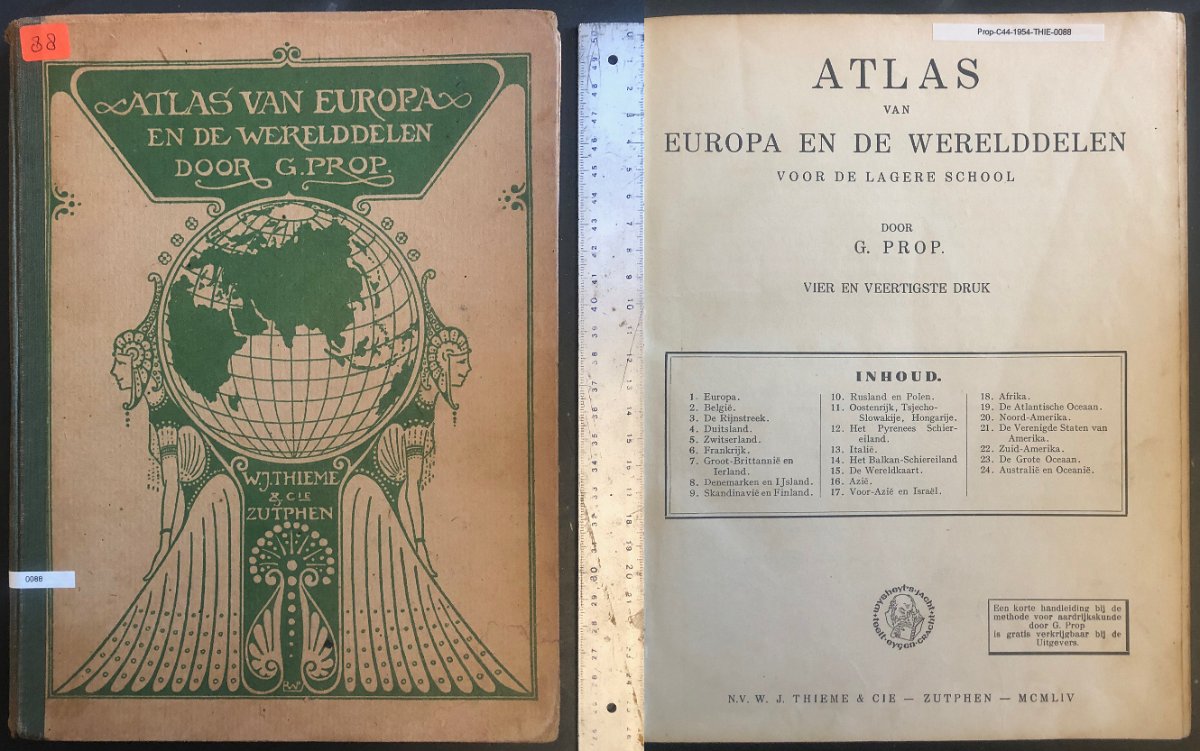 88
ATLAS VAN EUROPA
EN DE WERELDDELEN
DOOR G. PROP.
W.J. THIEME
& CIE
ZUTPHEN
RW
0088
Prop-C44-1954-THIE-0088
ATLAS
VAN
EUROPA EN DE WERELDDELEN
VOOR DE LAGERE SCHOOL
DOOR
G. PROP.
VIER EN VEERTIGSTE DRUK
INHOUD.
1. Europa.
2. België.
3. De Rijnstreek.
4. Duitsland.
5. Zwitserland.
6. Frankrijk.
7. Groot-Brittannië en
Ierland.
8. Denemarken en IJsland.
9. Skandinavië en Finland.
10. Rusland en Polen.
11. Oostenrijk, Tsjecho-
Slowakije, Hongarije.
12. Het Pyrenees Schier-
eiland.
13. Italië.
14. Het Balkan-Schiereiland
15. De Wereldkaart.
16. Azië.
17. Voor-Azië en Israël.
18. Afrika.
19. De Atlantische Oceaan.
20. Noord-Amerika.
21. De Verenigde Staten van
Amerika.
22. Zuid-Amerika.
23. De Grote Oceaan.
24. Australië en Oceanië.
wysheyt's jacht
Een korte handleiding bij de
methode voor aardrijkskunde
door G. Prop
is gratis verkrijgbaar bij de
Uitgevers.
N.V. W. J. THIEME & CIE — ZUTPHEN — MCMLIV